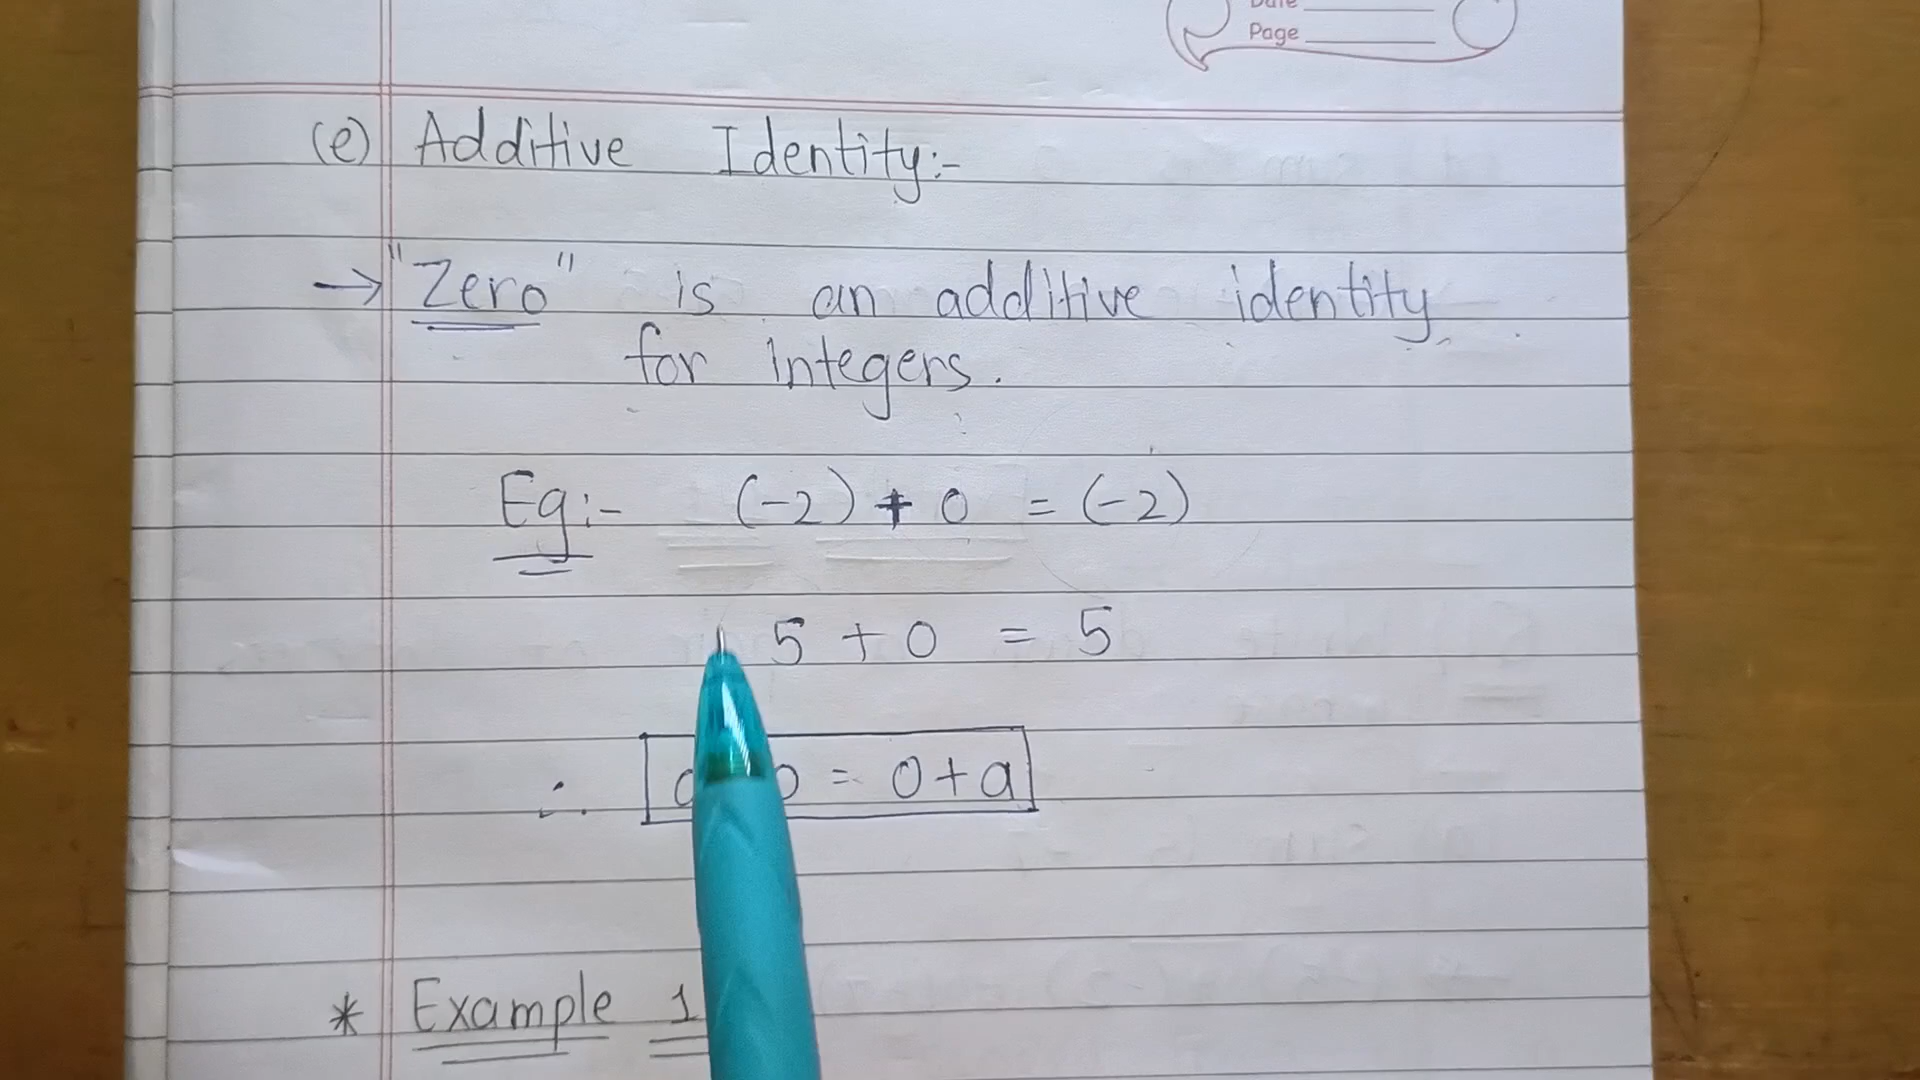 Date
Page
(e) Additive Identity:-
→ "Zero" is an additive identity
for integers.
Eg:- (-2) + 0 = (-2)
5 + 0 = 5
∴ 0 = 0+a
* Example 1